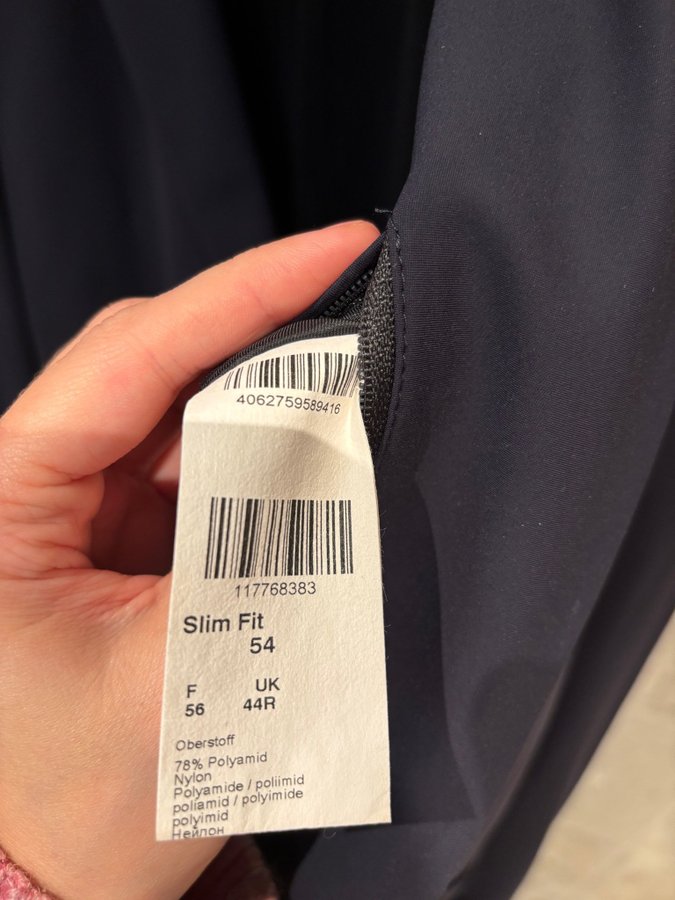 4062759589416
117768383
Slim Fit
54
F UK
56 44R
Oberstoff
78% Polyamid
Nylon
Polyamide / poliimid
poliamid / polyimide
polyimid
Нейлон